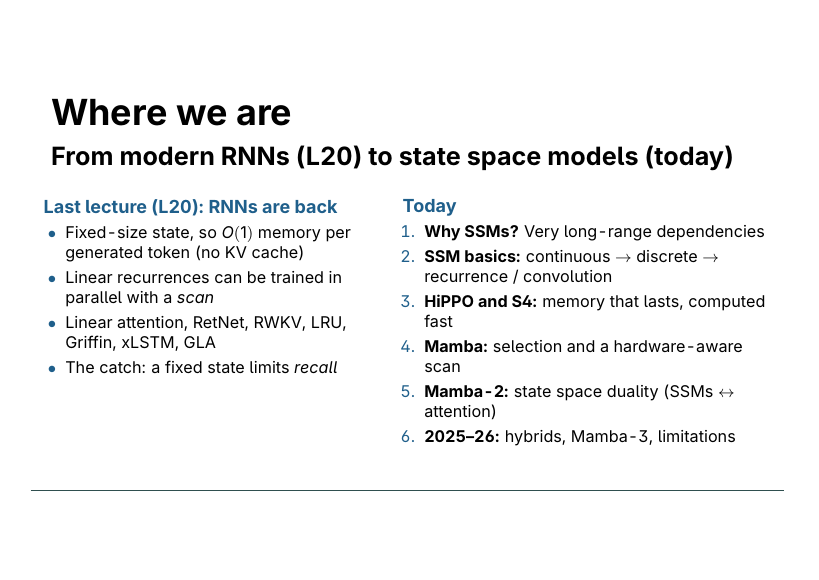 Where we are
From modern RNNs (L20) to state space models (today)
Last lecture (L20): RNNs are back
• Fixed-size state, so O(1) memory per
generated token (no KV cache)
• Linear recurrences can be trained in
parallel with a scan
• Linear attention, RetNet, RWKV, LRU,
Griffin, xLSTM, GLA
• The catch: a fixed state limits recall
Today
1. Why SSMs? Very long-range dependencies
2. SSM basics: continuous → discrete →
recurrence / convolution
3. HiPPO and S4: memory that lasts, computed
fast
4. Mamba: selection and a hardware-aware
scan
5. Mamba-2: state space duality (SSMs ↔
attention)
6. 2025–26: hybrids, Mamba-3, limitations